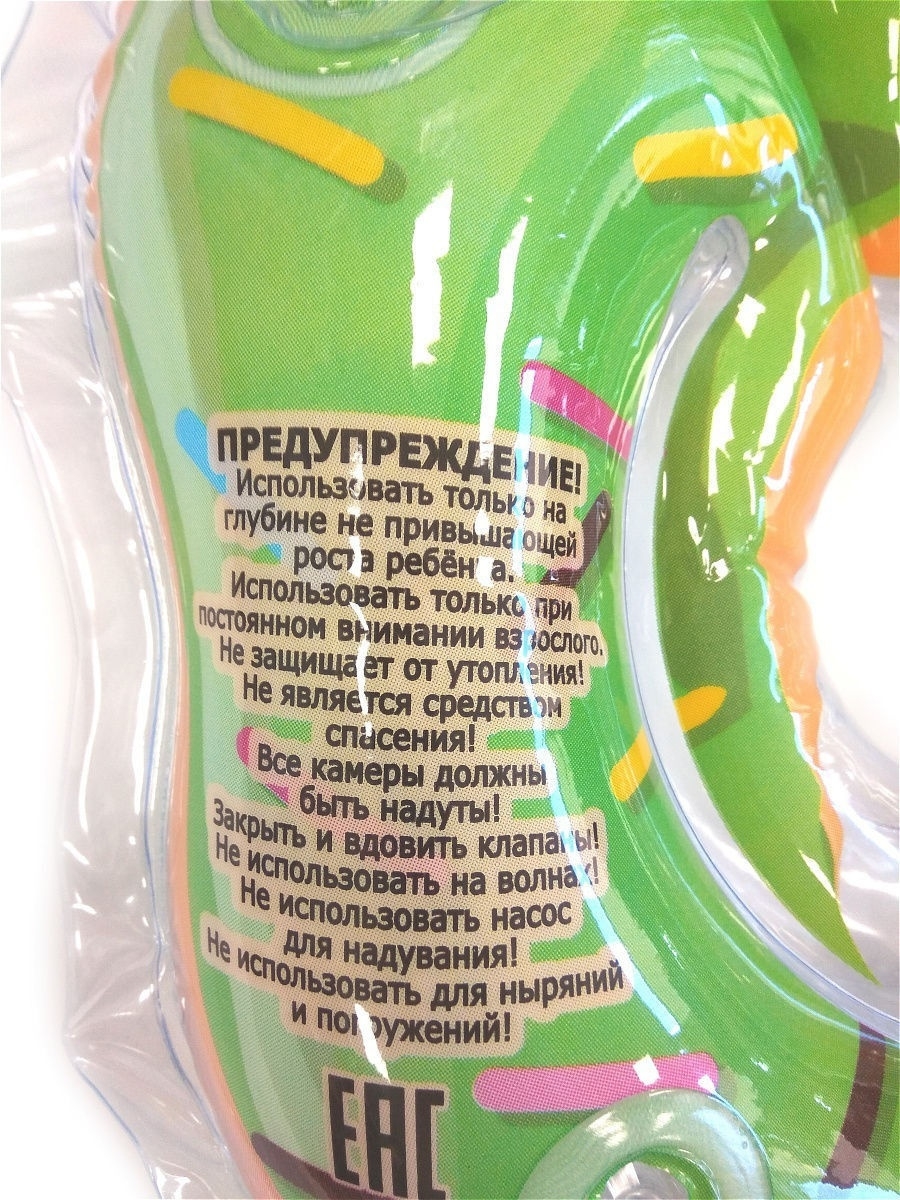 ПРЕДУПРЕЖДЕНИЕ!
Использовать только на
глубине не привышающей
роста ребёнка.
Использовать только при
постоянном внимании взрослого.
Не защищает от утопления!
Не является средством
спасения!
Все камеры должны
быть надуты!
Закрыть и вдовить клапаны!
Не использовать на волнах!
Не использовать насос
для надувания!
Не использовать для ныряний
и погружений!
ЕАС